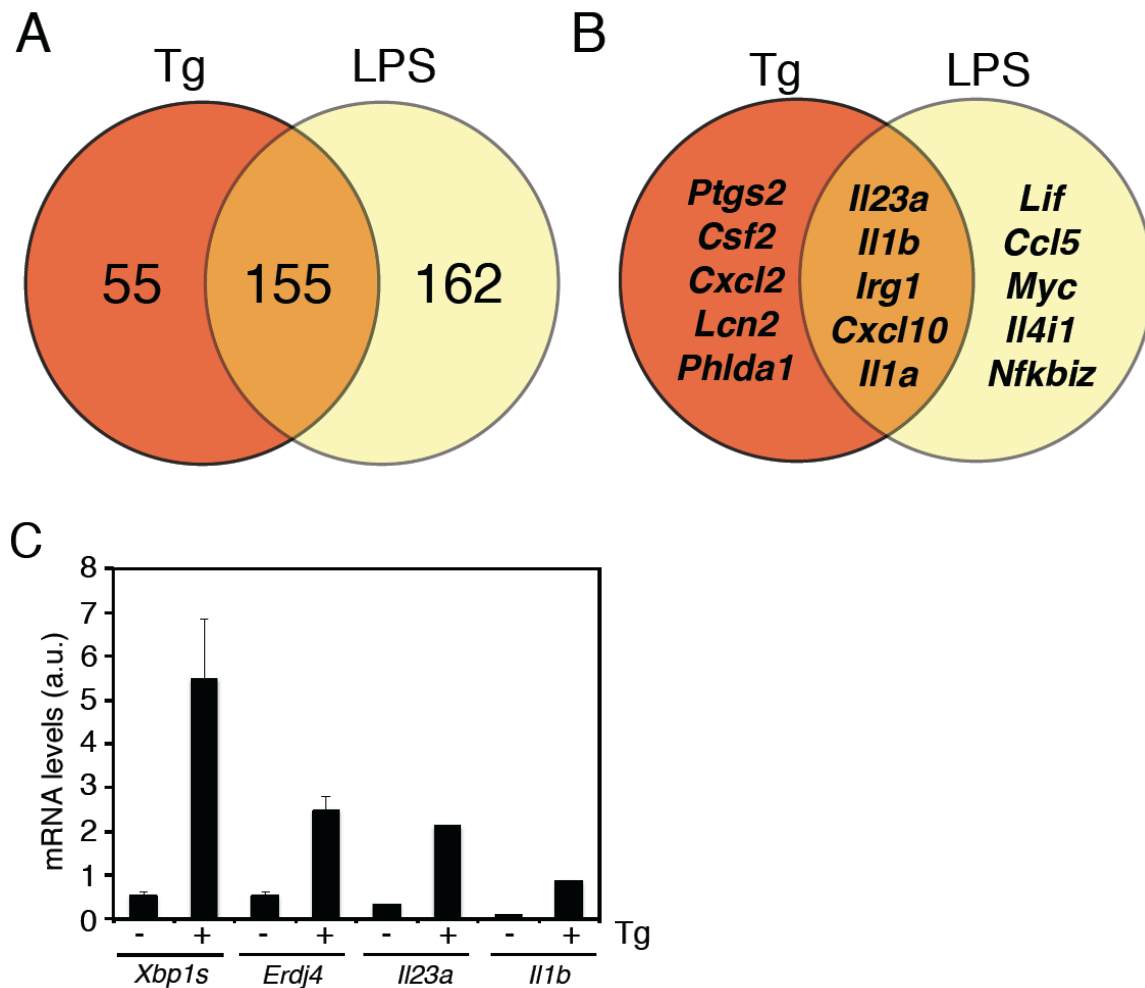 A
Tg LPS
55 155 162
B
Tg LPS
Ptgs2
Csf2
Cxcl2
Lcn2
Phlda1
Il23a
Il1b
Irg1
Cxcl10
Il1a
Lif
Ccl5
Myc
Il4i1
Nfkbiz
C
mRNA levels (a.u.)
8
7
6
5
4
3
2
1
0
- + - + - + - + Tg
Xbp1s Erdj4 Il23a Il1b